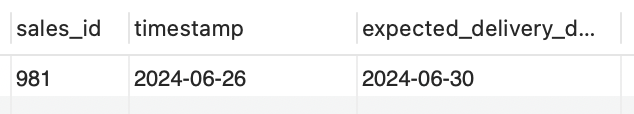 sales_id timestamp expected_delivery_d...
981 2024-06-26 2024-06-30